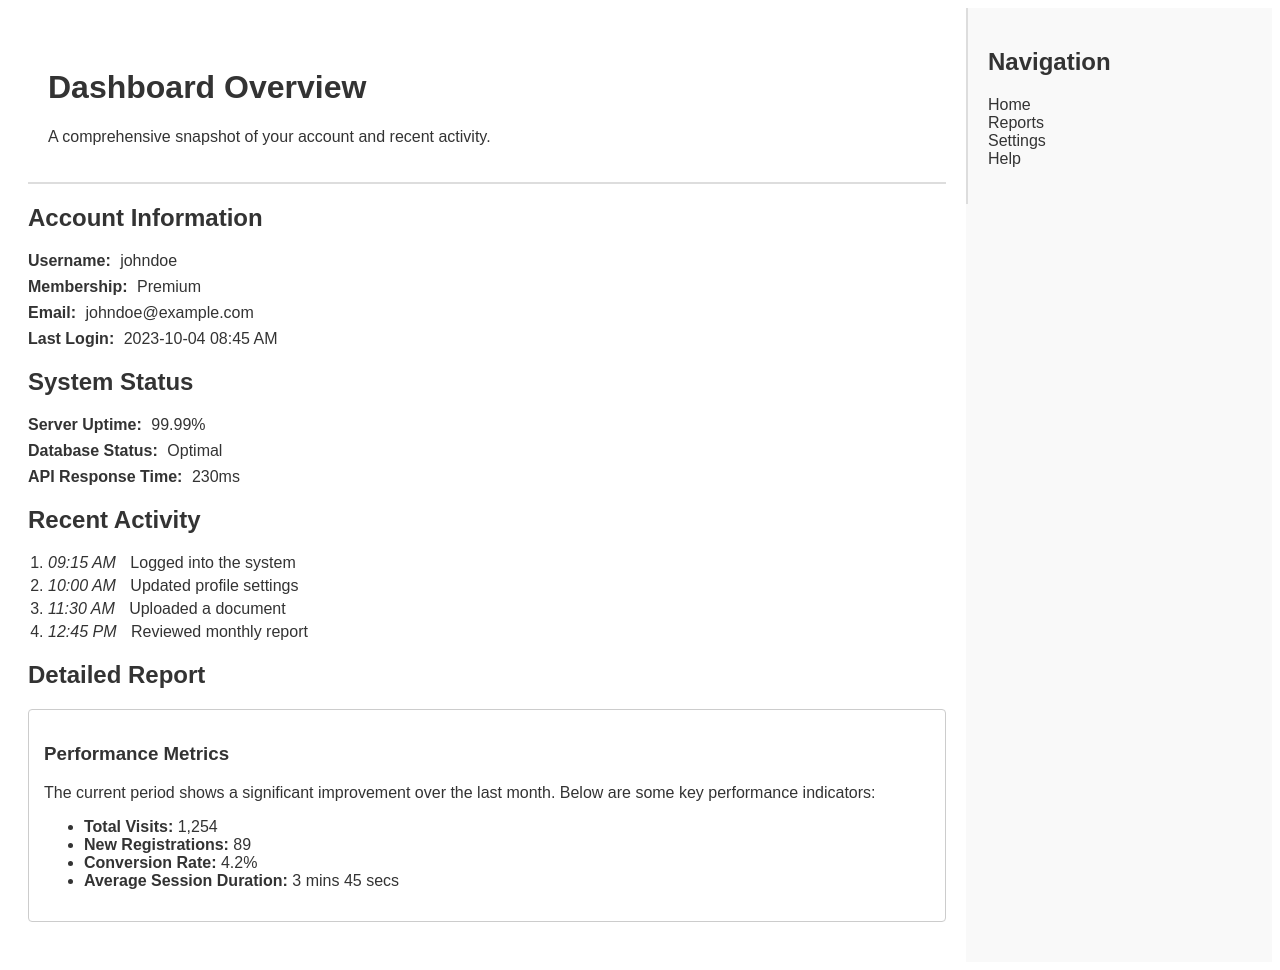 Dashboard Overview
A comprehensive snapshot of your account and recent activity.
Account Information
Username: johndoe
Membership: Premium
Email: johndoe@example.com
Last Login: 2023-10-04 08:45 AM
System Status
Server Uptime: 99.99%
Database Status: Optimal
API Response Time: 230ms
Recent Activity
1. 09:15 AM Logged into the system
2. 10:00 AM Updated profile settings
3. 11:30 AM Uploaded a document
4. 12:45 PM Reviewed monthly report
Detailed Report
Performance Metrics
The current period shows a significant improvement over the last month. Below are some key performance indicators:
• Total Visits: 1,254
• New Registrations: 89
• Conversion Rate: 4.2%
• Average Session Duration: 3 mins 45 secs
Navigation
Home
Reports
Settings
Help